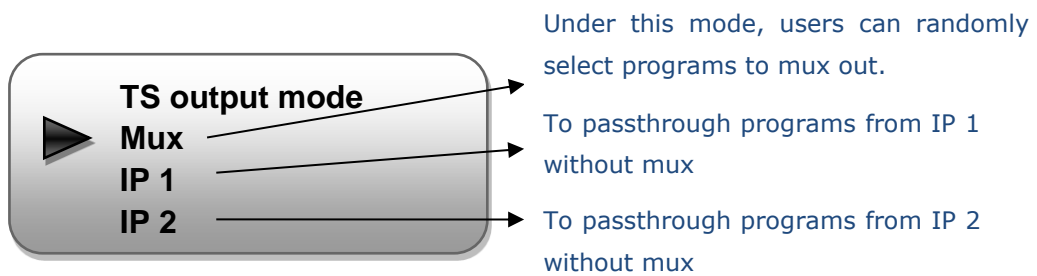 TS output mode
Mux
IP 1
IP 2
Under this mode, users can randomly
select programs to mux out.
To passthrough programs from IP 1
without mux
To passthrough programs from IP 2
without mux